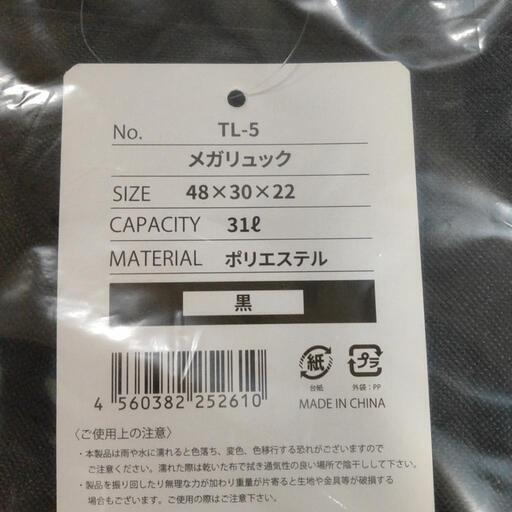 No. TL-5
メガリュック
SIZE 48×30×22
CAPACITY 31ℓ
MATERIAL ポリエステル
黒
紙 プラ
台紙 外袋：PP
4 560382 252610
MADE IN CHINA
〈ご使用上の注意〉
・本製品は雨や水に濡れると色落ち、変色、色移行する恐れがございますので
ご注意ください。濡れた際は乾いた布で拭き通気性の良い場所で陰干ししてください。
・製品を振り回したり無理な力が加わり重量が片寄ると生地や金具等が破損する
場合もございます。ご使用の際はご注意ください。